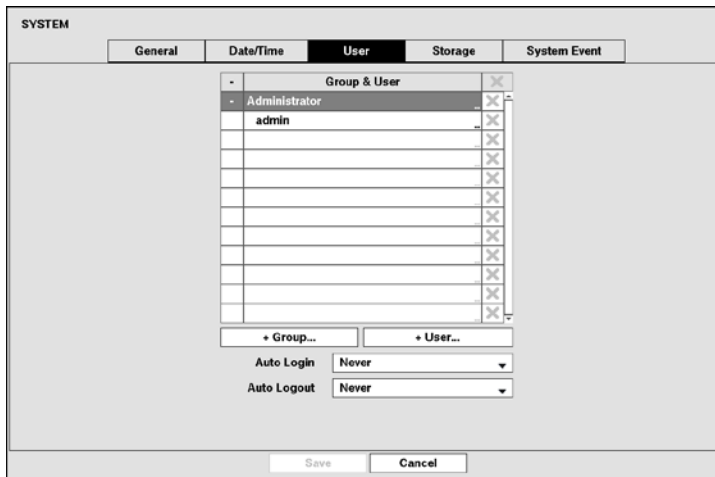 SYSTEM
General Date/Time User Storage System Event
- Group & User
- Administrator ...
admin ...
+ Group... + User...
Auto Login Never
Auto Logout Never
Save Cancel